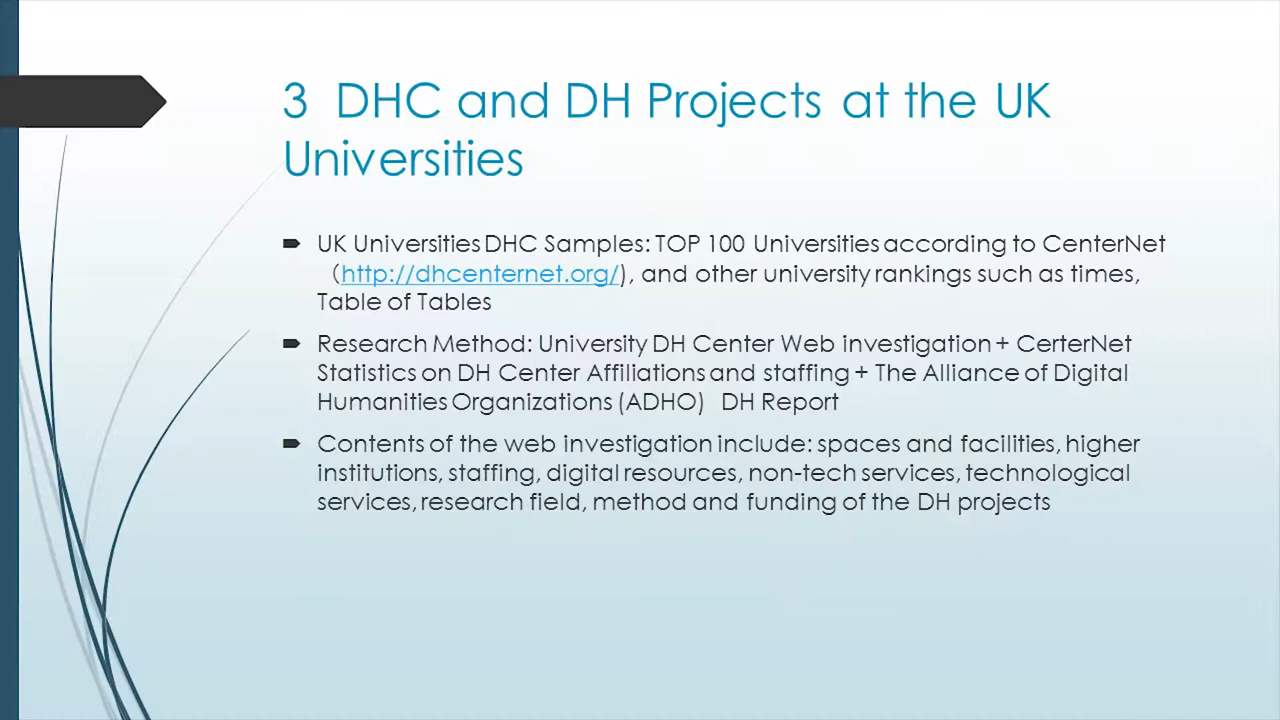 3 DHC and DH Projects at the UK
Universities
UK Universities DHC Samples: TOP 100 Universities according to CenterNet
（http://dhcenternet.org/), and other university rankings such as times,
Table of Tables
Research Method: University DH Center Web investigation + CerterNet
Statistics on DH Center Affiliations and staffing + The Alliance of Digital
Humanities Organizations (ADHO） DH Report
Contents of the web investigation include: spaces and facilities, higher
institutions, staffing, digital resources, non-tech services, technological
services, research field, method and funding of the DH projects